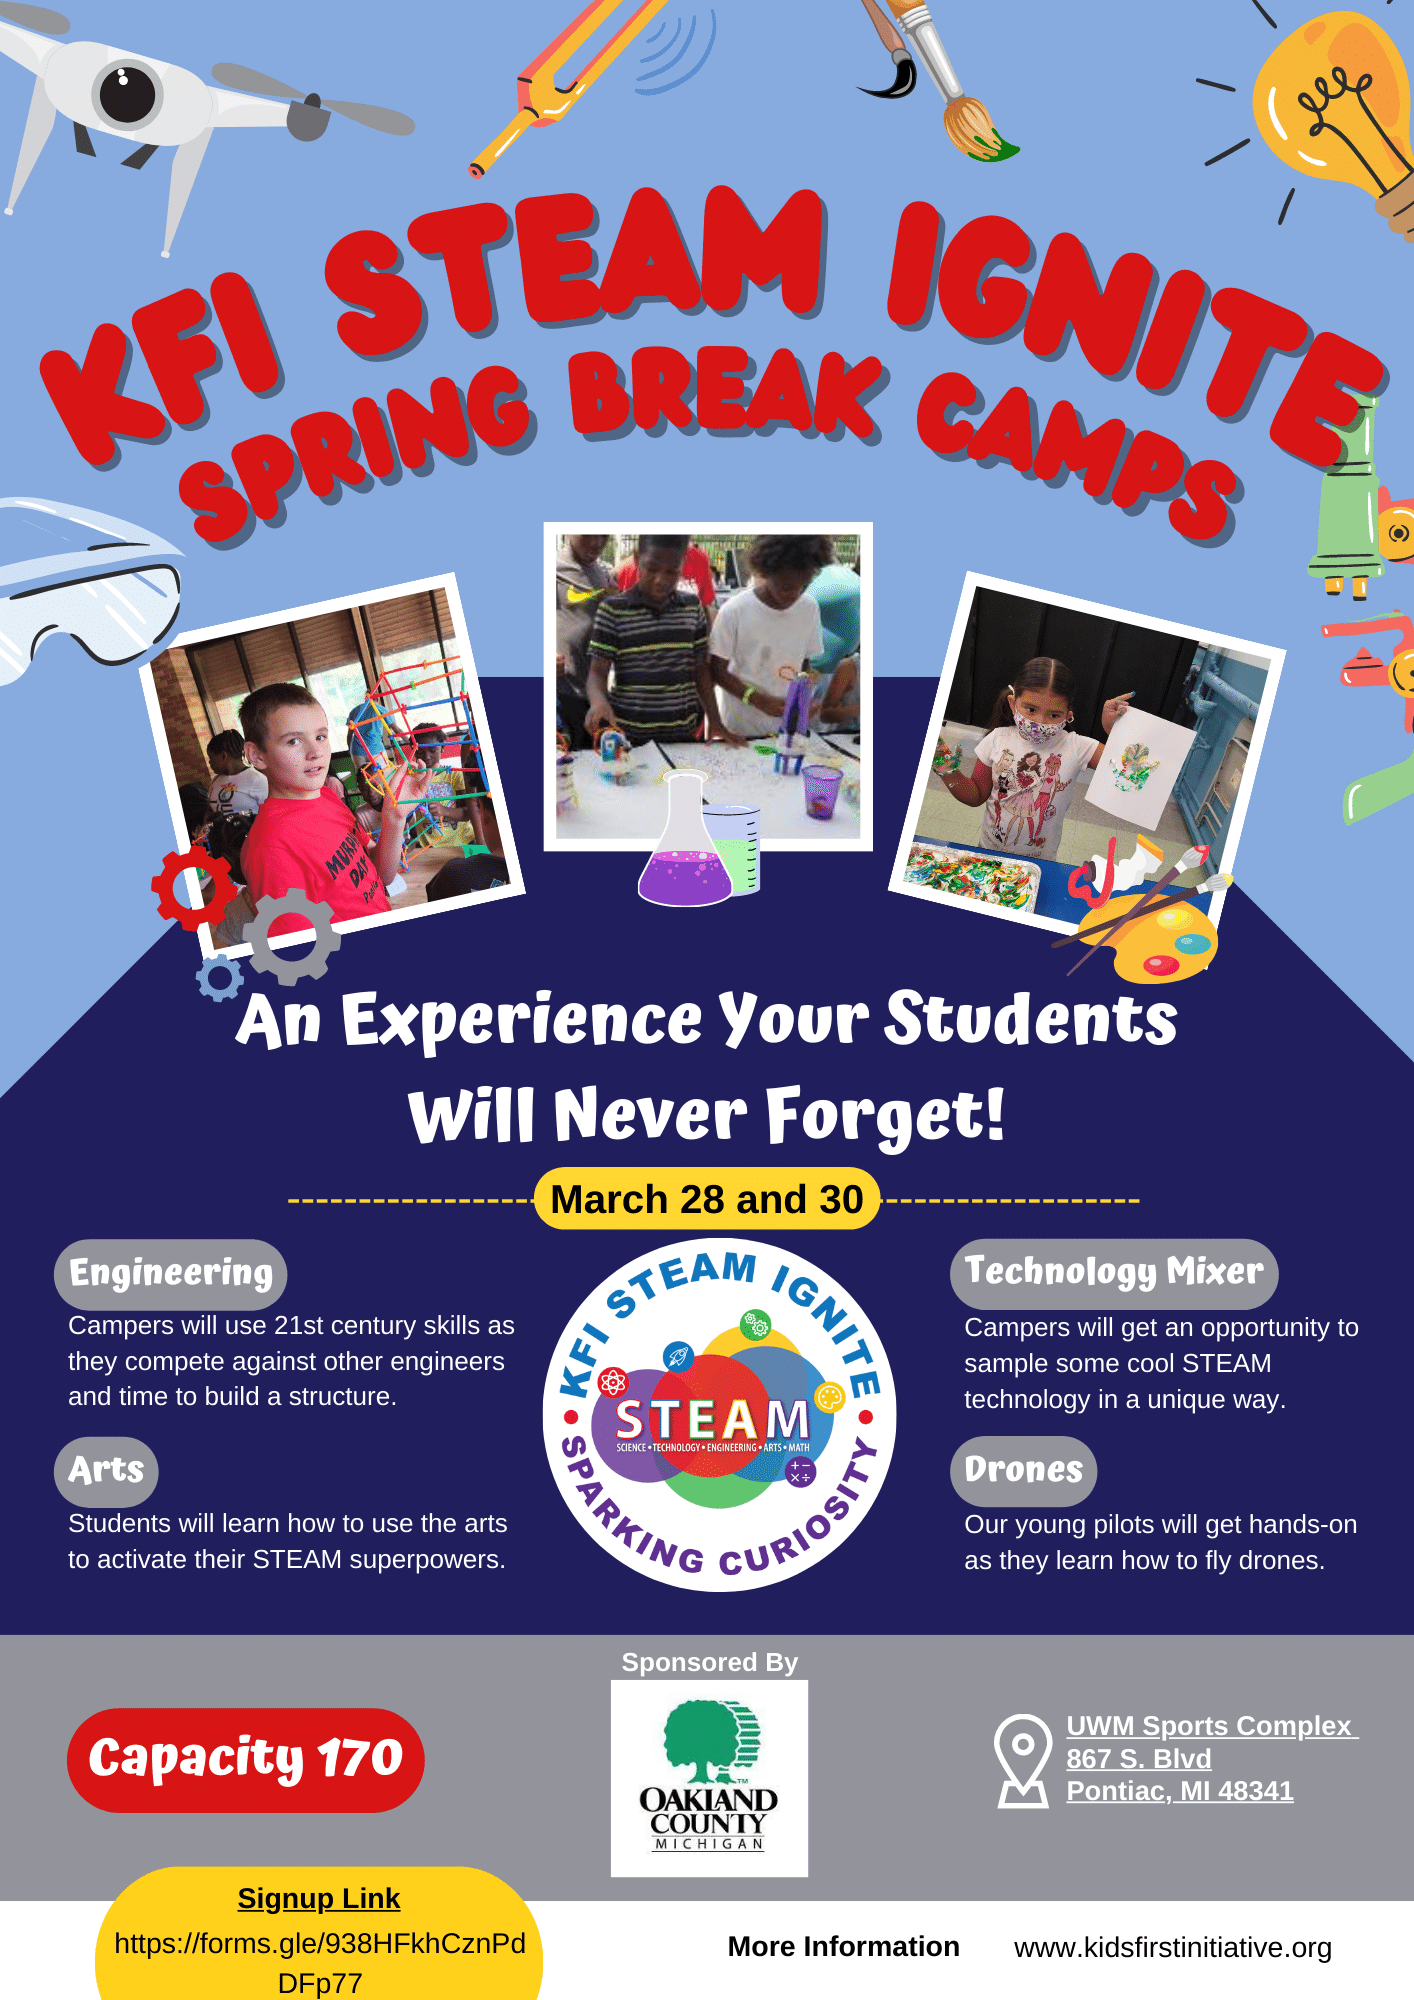 KFI STEAM IGNITE
SPRING BREAK CAMPS
MURPHY
DAY
An Experience Your Students
Will Never Forget!
March 28 and 30
Engineering
Campers will use 21st century skills as
they compete against other engineers
and time to build a structure.
Arts
Students will learn how to use the arts
to activate their STEAM superpowers.
KFI STEAM IGNITE
STEAM
SCIENCE • TECHNOLOGY • ENGINEERING • ARTS • MATH
SPARKING CURIOSITY
Technology Mixer
Campers will get an opportunity to
sample some cool STEAM
technology in a unique way.
Drones
Our young pilots will get hands-on
as they learn how to fly drones.
Capacity 170
Sponsored By
OAKLAND
COUNTY
MICHIGAN
TM
UWM Sports Complex
867 S. Blvd
Pontiac, MI 48341
Signup Link
https://forms.gle/938HFkhCznPd
DFp77
More Information
www.kidsfirstinitiative.org